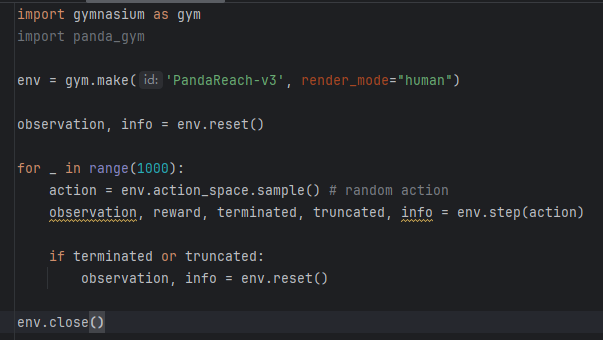 import gymnasium as gym
import panda_gym
env = gym.make( id: 'PandaReach-v3', render_mode="human")
observation, info = env.reset()
for _ in range(1000):
    action = env.action_space.sample() # random action
    observation, reward, terminated, truncated, info = env.step(action)
    if terminated or truncated:
        observation, info = env.reset()
env.close()